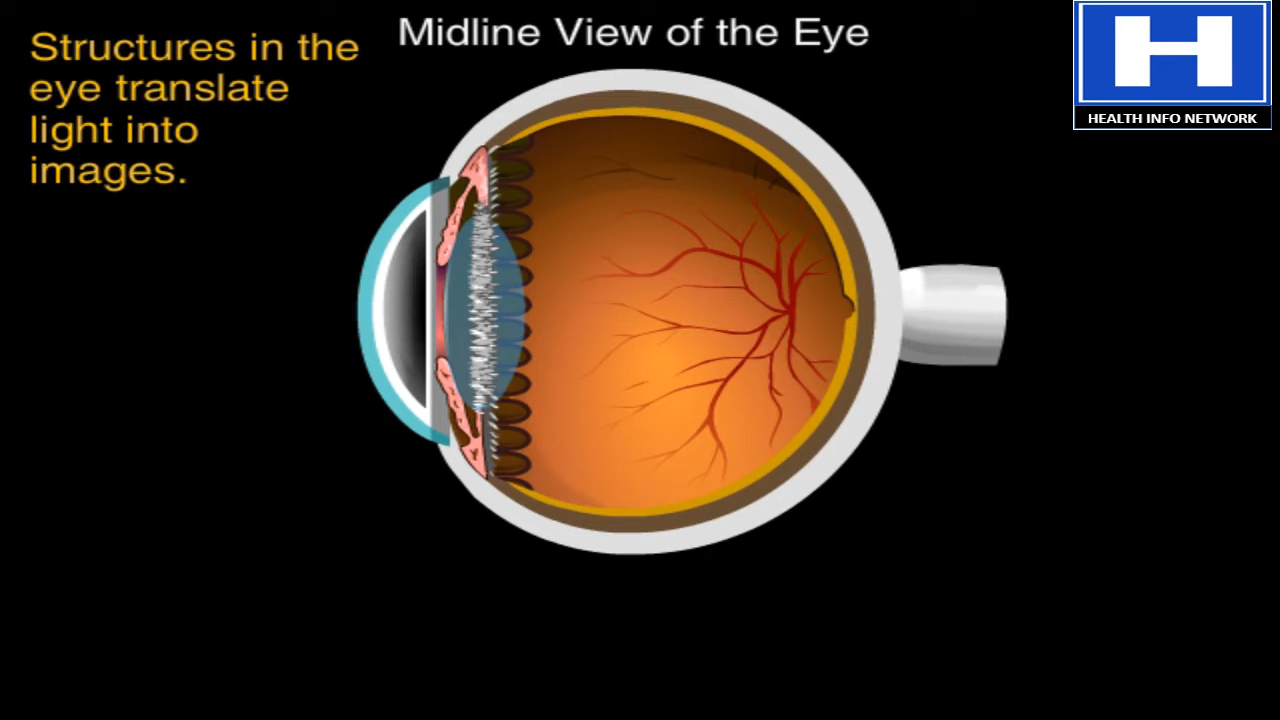 Midline View of the Eye
Structures in the
eye translate
light into
images.
H
HEALTH INFO NETWORK